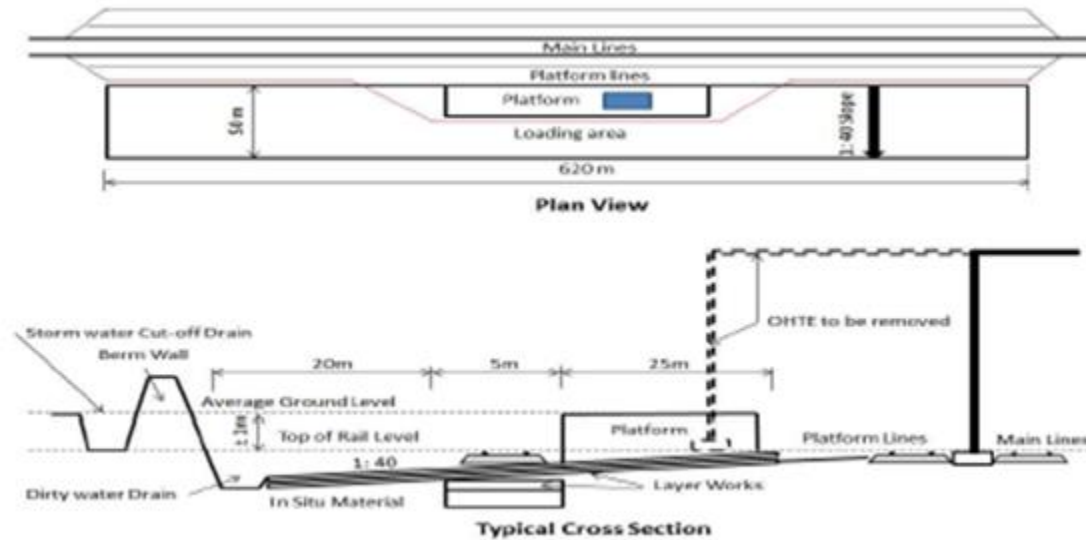 Main Lines
Platform lines
Platform
50 m
Loading area
1: 40 Slope
620 m
Plan View
Storm water Cut-off Drain
OHTE to be removed
Berm Wall
20m
5m
25m
Average Ground Level
± 1m
Platform
Top of Rail Level
Platform Lines
Main Lines
1: 40
Dirty water Drain
In Situ Material
Layer Works
Typical Cross Section